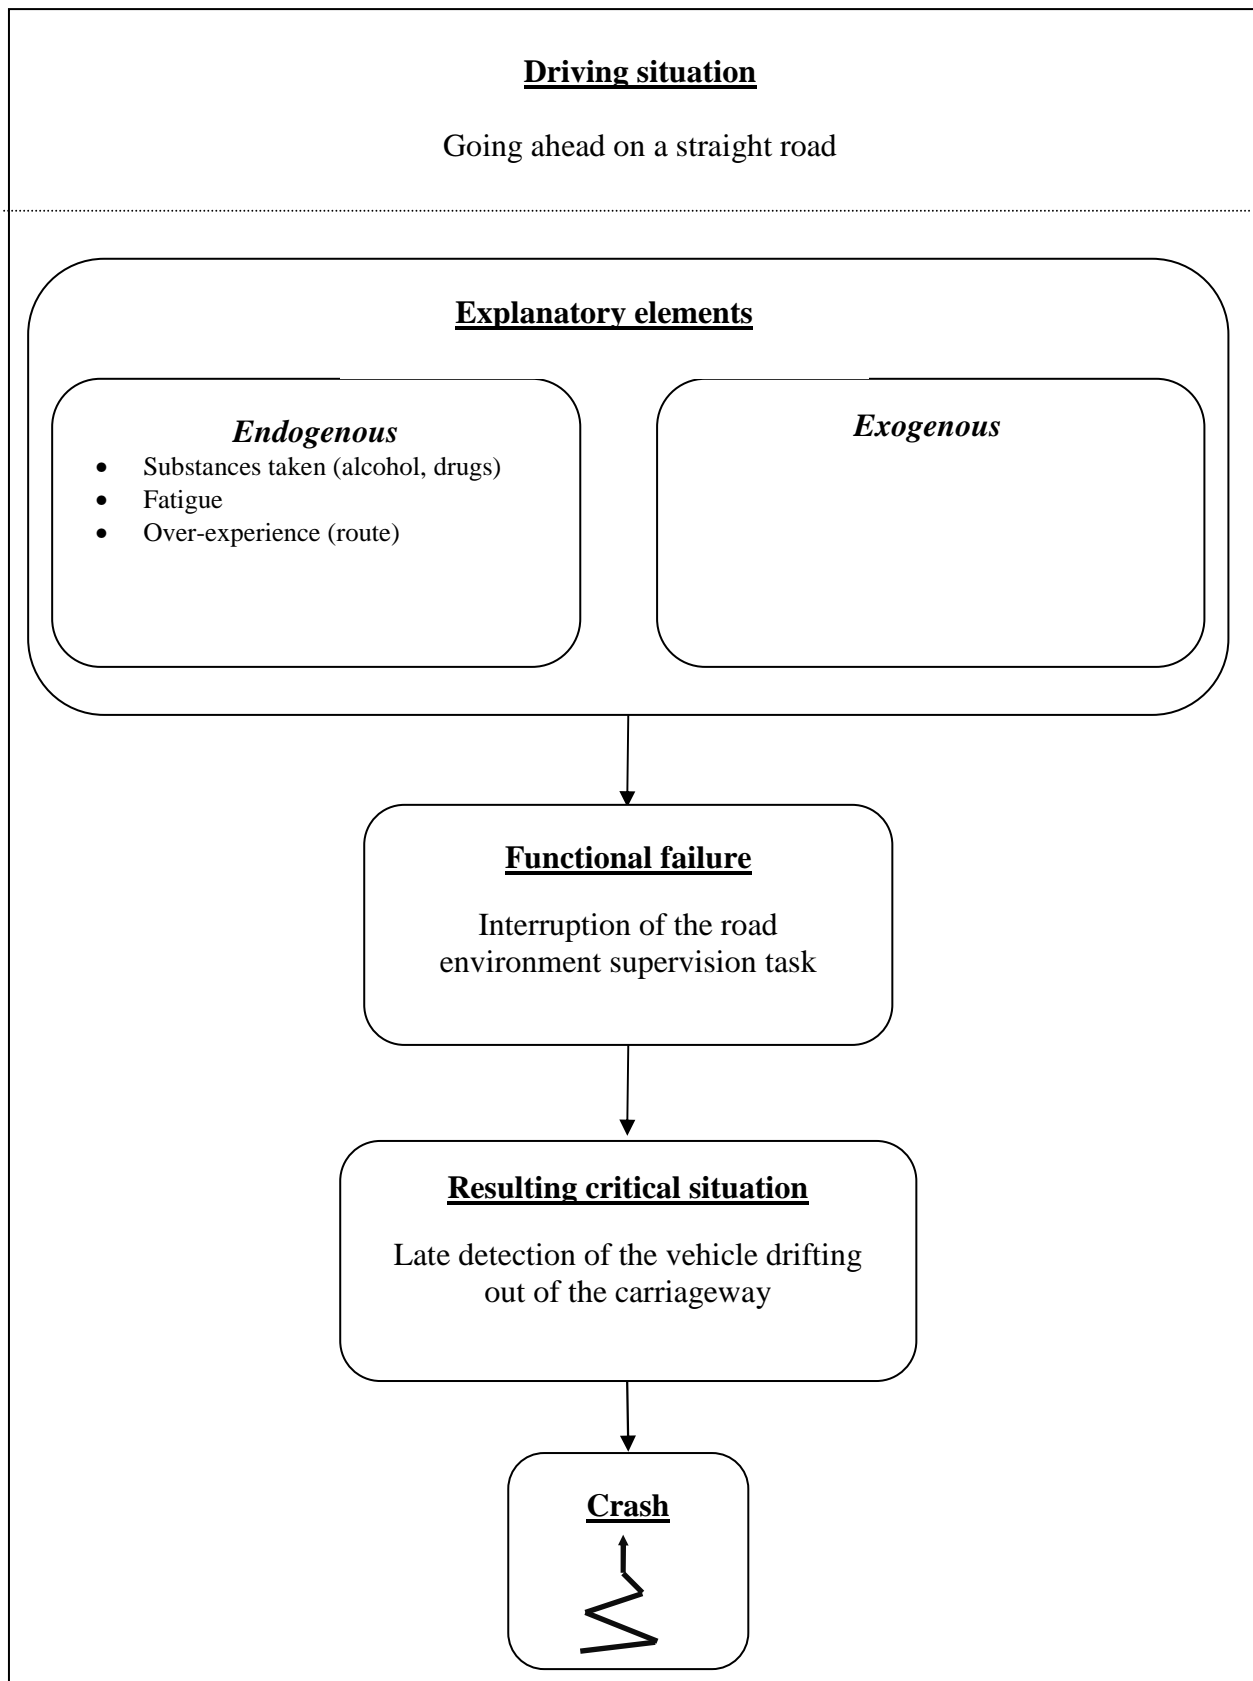 Driving situation
Going ahead on a straight road
Explanatory elements
Endogenous
• Substances taken (alcohol, drugs)
• Fatigue
• Over-experience (route)
Exogenous
Functional failure
Interruption of the road
environment supervision task
Resulting critical situation
Late detection of the vehicle drifting
out of the carriageway
Crash